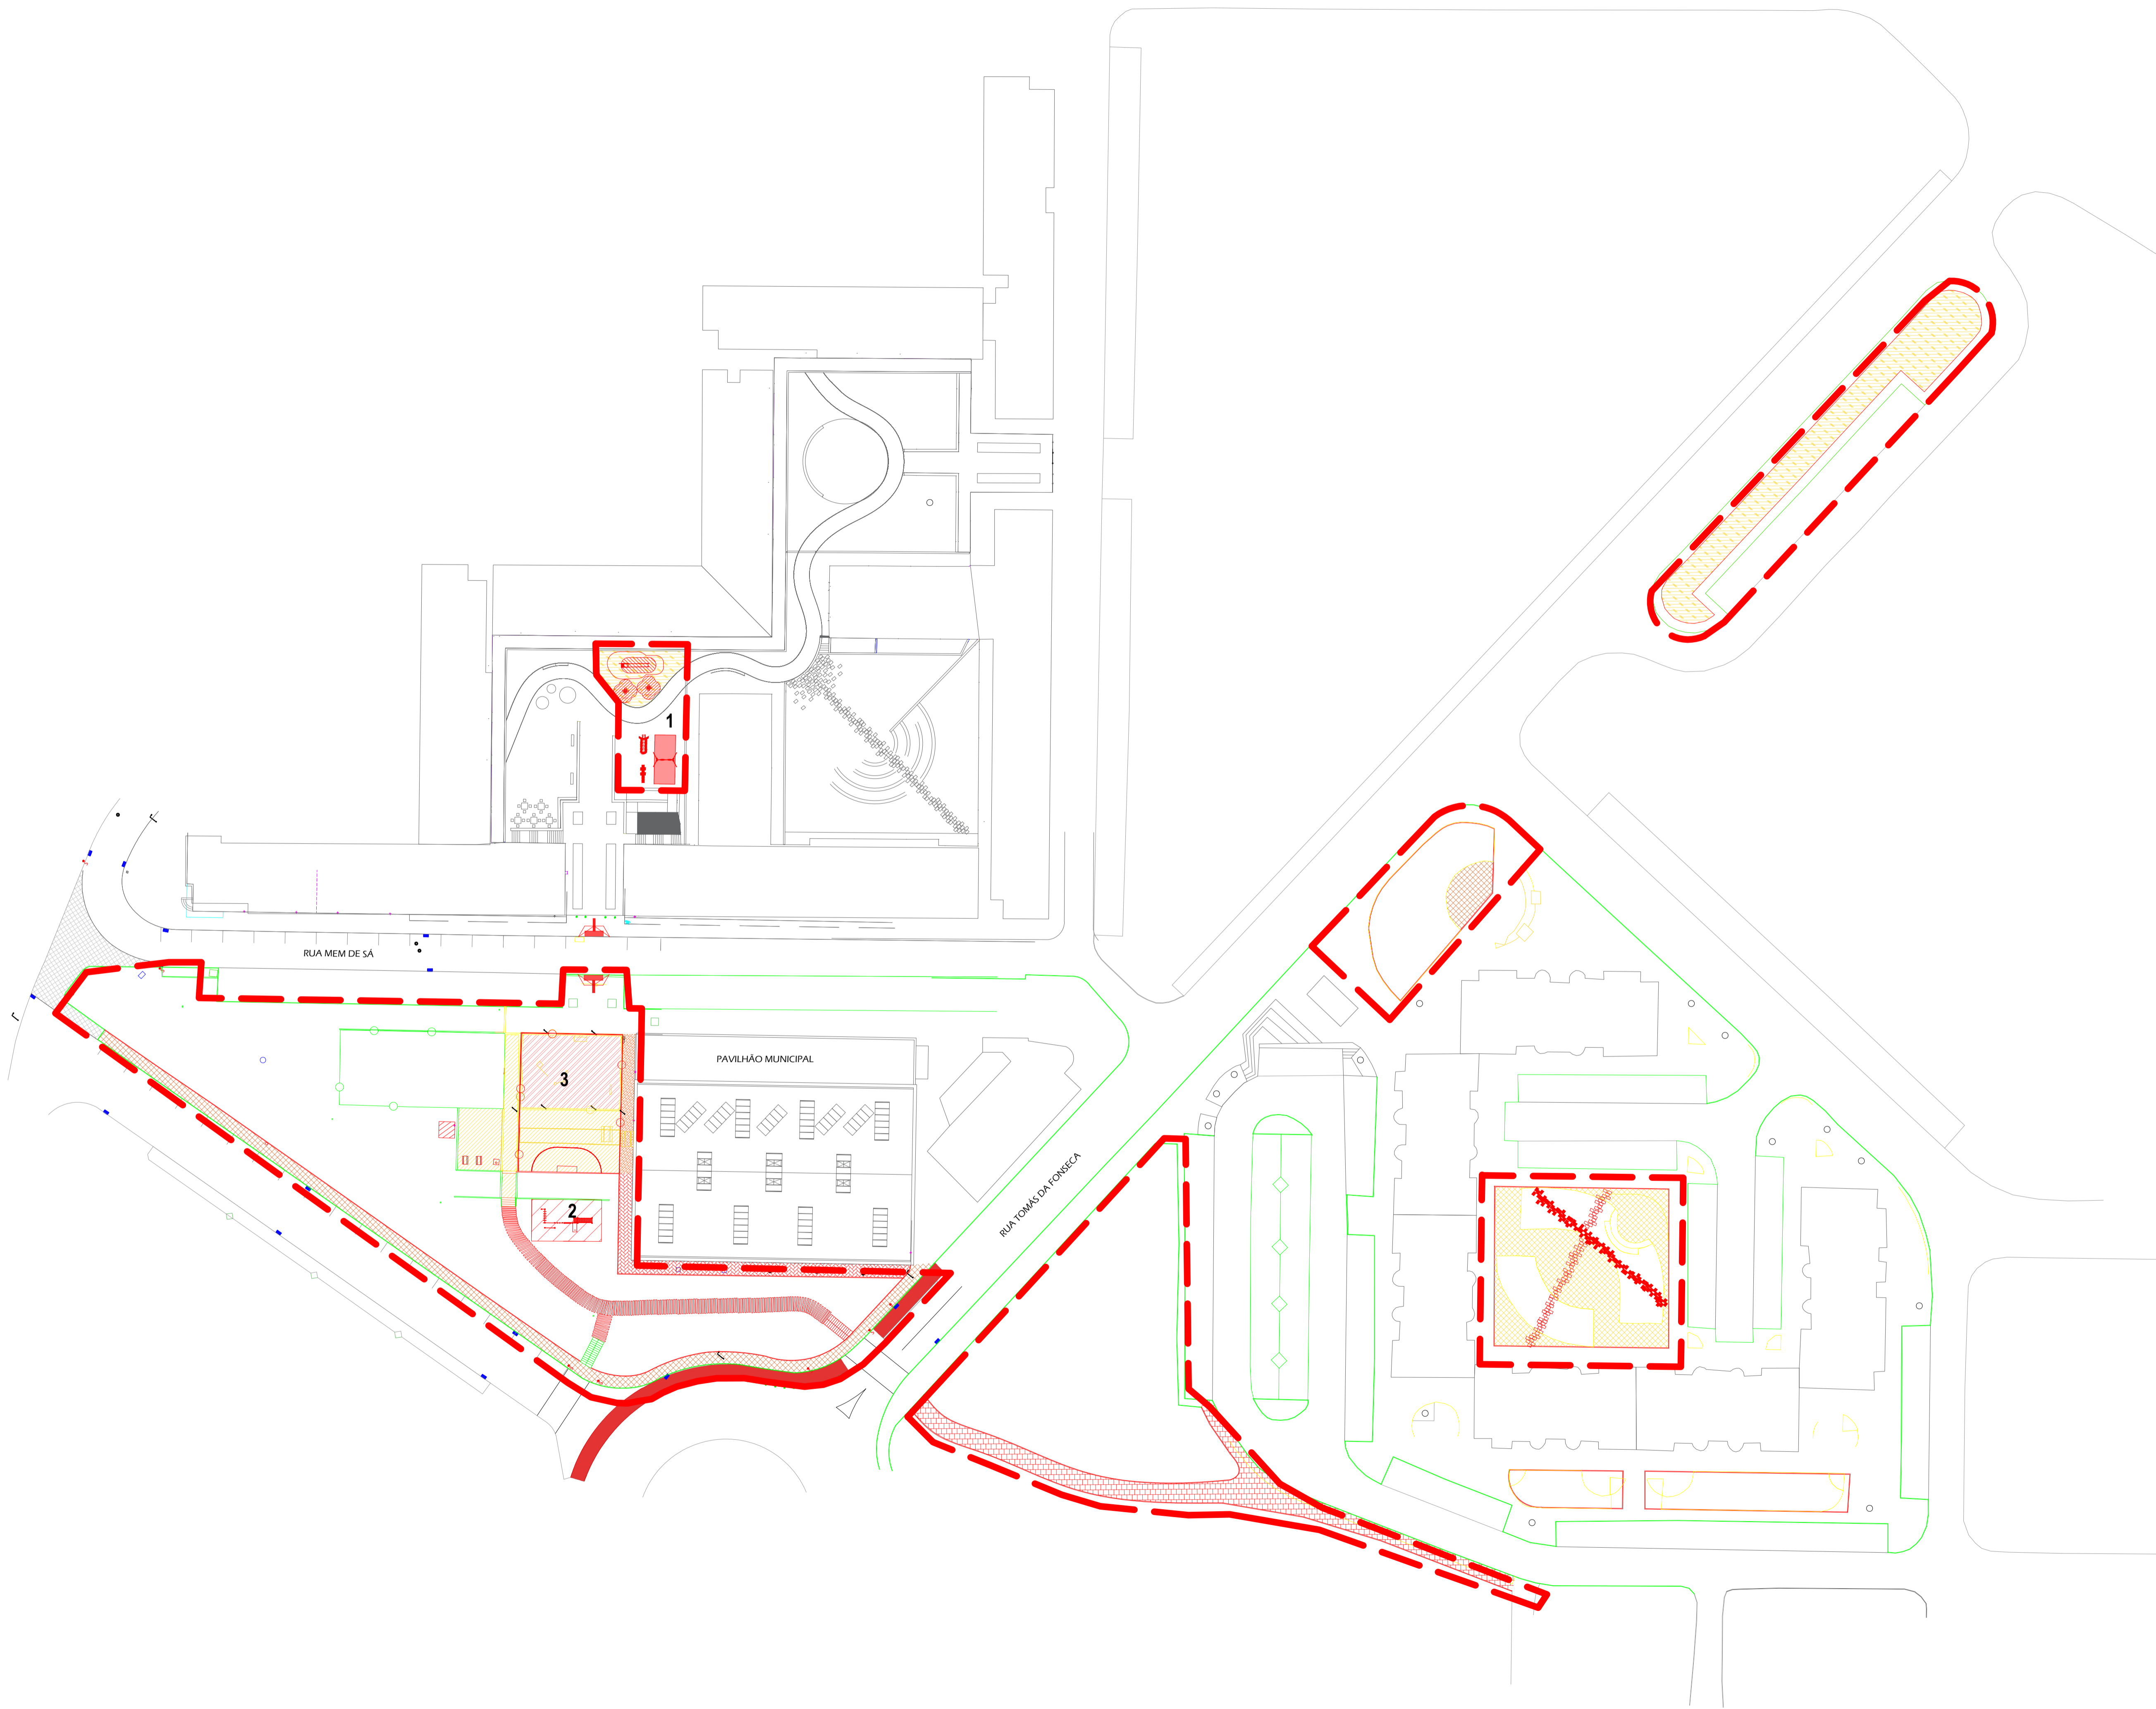 1
RUA MEM DE SÁ
PAVILHÃO MUNICIPAL
3
2
RUA TOMÁS DA FONSECA